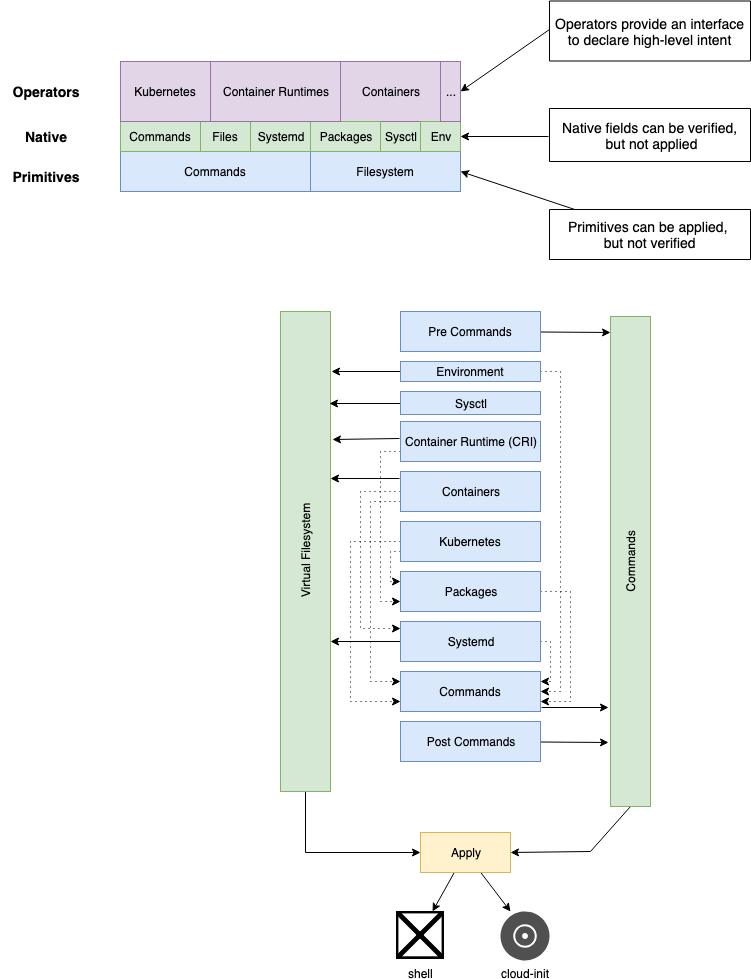 Operators provide an interface
to declare high-level intent
Operators
Kubernetes
Container Runtimes
Containers
...
Native
Commands
Files
Systemd
Packages
Sysctl
Env
Native fields can be verified,
but not applied
Primitives
Commands
Filesystem
Primitives can be applied,
but not verified
Virtual Filesystem
Pre Commands
Environment
Sysctl
Container Runtime (CRI)
Containers
Kubernetes
Packages
Systemd
Commands
Post Commands
Commands
Apply
shell
cloud-init